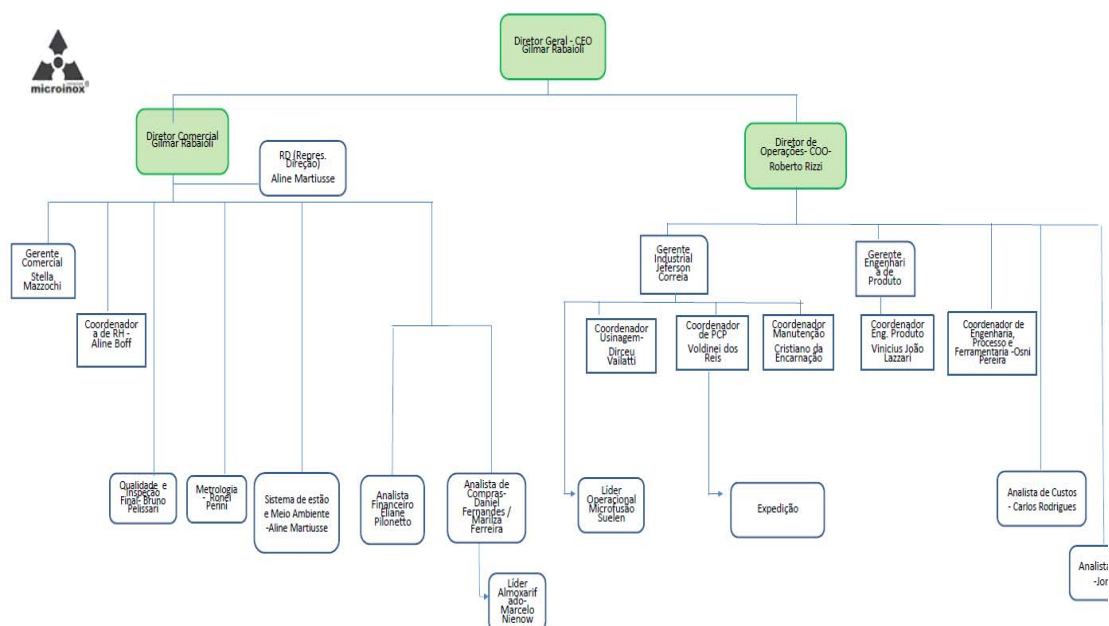 Diretor Geral - CEO
Gilmar Rabaioli
microinox
Diretor Comercial
Gilmar Rabaioli
RD (Repres.
Direção)
Aline Martiusse
Diretor de
Operações- COO-
Roberto Rizzi
Gerente
Comercial
Stella
Mazzochi
Coordenador
a de RH -
Aline Boff
Gerente
Industrial
Jeferson
Correia
Gerente
Engenhari
a de
Produto
Coordenador
Usinagem-
Dirceu
Vailatti
Coordenador
de PCP
Voldinei dos
Reis
Coordenador
Manutenção
Cristiano da
Encarnação
Coordenador
Eng. Produto
Vinicius João
Lazzari
Coordenador de
Engenharia,
Processo e
Ferramentaria -Osni
Pereira
Qualidade e
Inspeção
Final- Bruno
Pelissari
Metrologia
- Ronei
Penni
Sistema de estão
e Meio Ambiente
-Aline Martiusse
Analista
Financeiro
Eliane
Pilonetto
Analista de
Compras-
Daniel
Fernandes /
Mariiza
Ferreira
Líder
Almoxarif
ado-
Marcelo
Nienow
Líder
Operacional
Microfusão
Suelen
Expedição
Analista de Custos
- Carlos Rodrigues
Analista
-Jor